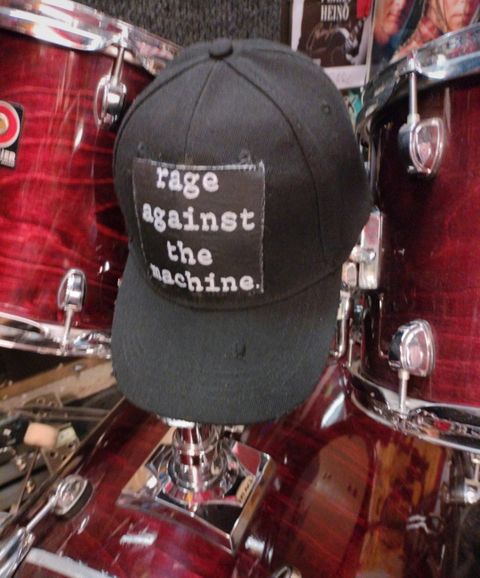 HEINO
rage
against
the
machine.